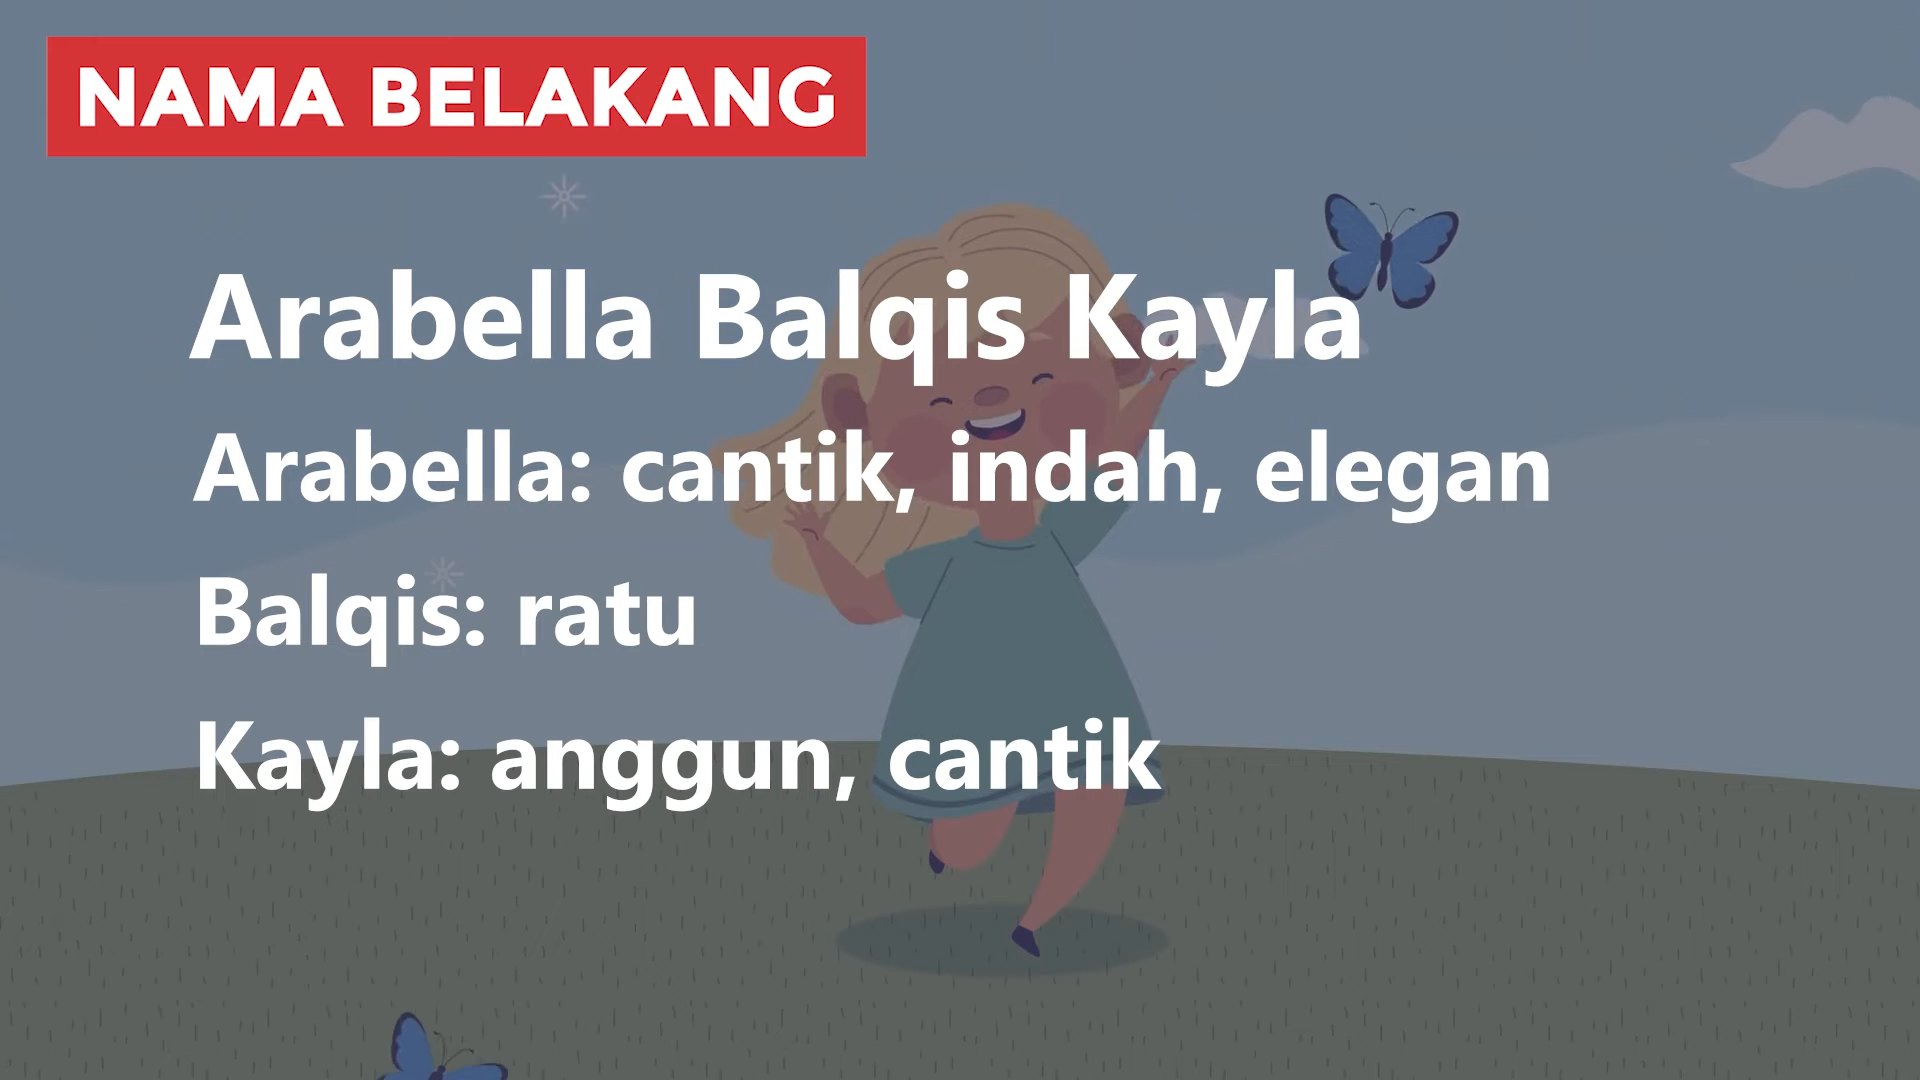 NAMA BELAKANG
Arabella Balqis Kayla
Arabella: cantik, indah, elegan
Balqis: ratu
Kayla: anggun, cantik